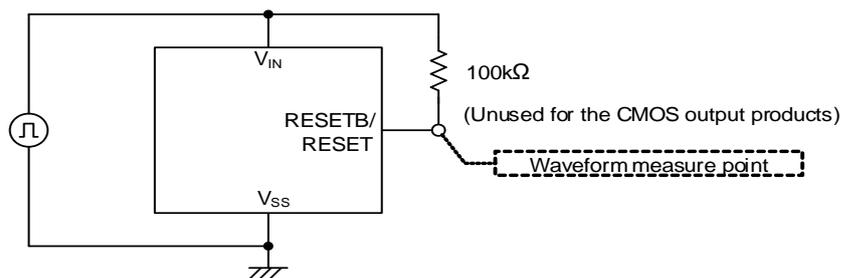 V_IN
100kΩ
(Unused for the CMOS output products)
RESETB/
RESET
Waveform measure point
V_SS